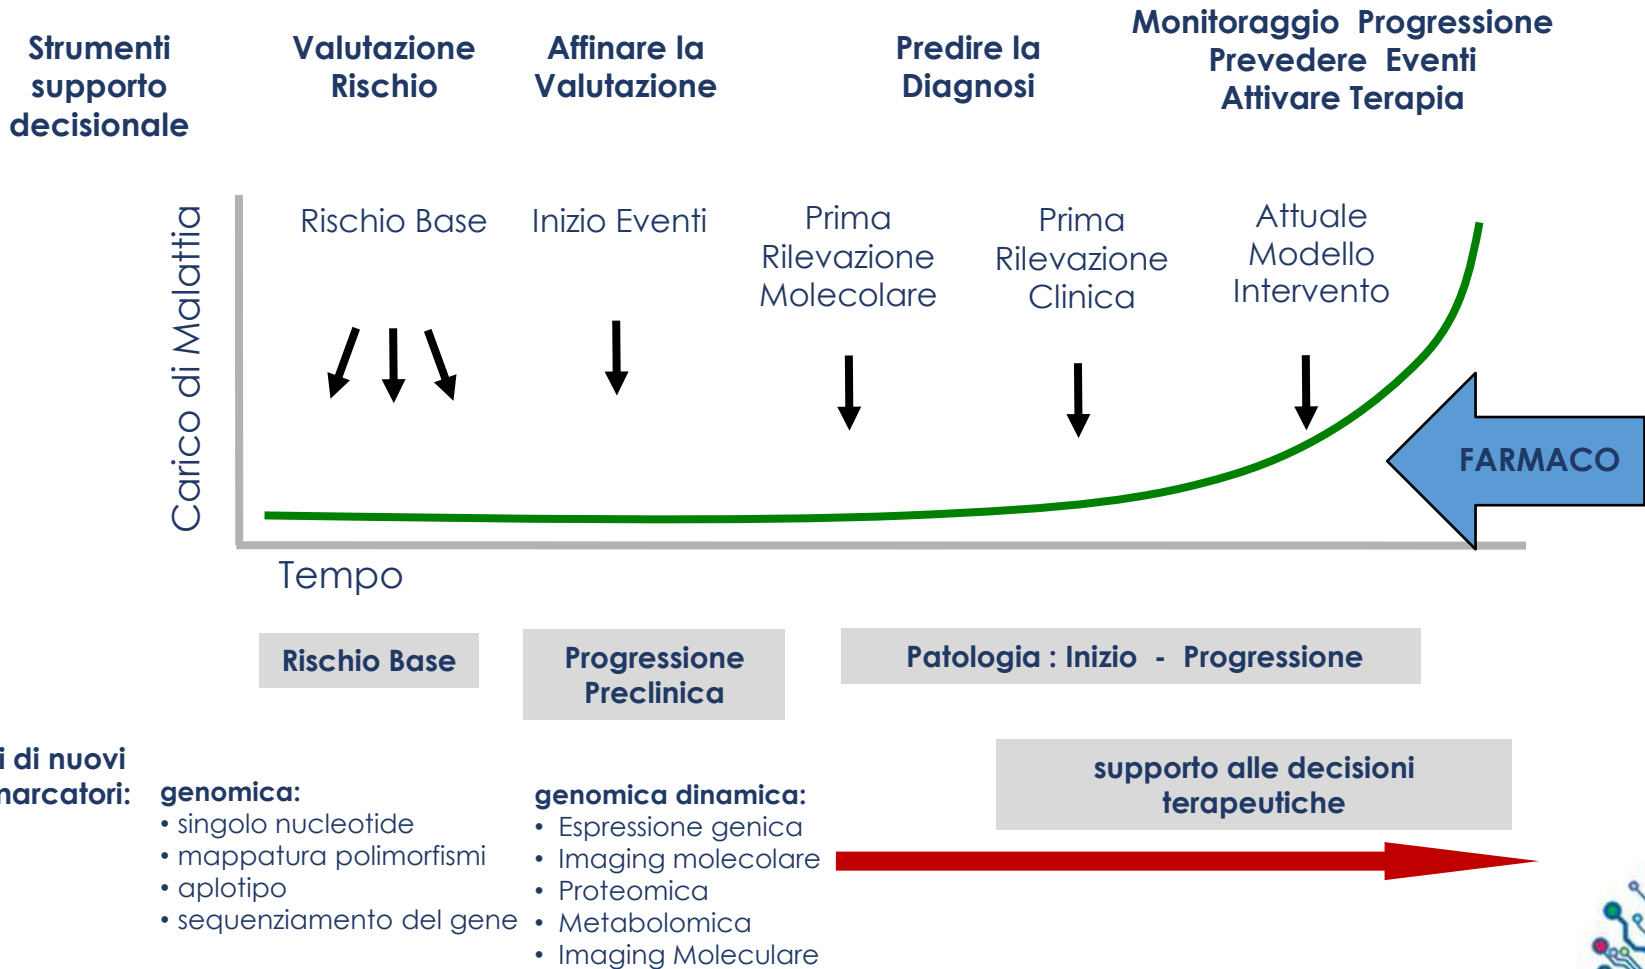 Strumenti
supporto
decisionale
Valutazione
Rischio
Affinare la
Valutazione
Predire la
Diagnosi
Monitoraggio Progressione
Prevedere Eventi
Attivare Terapia
Carico di Malattia
Rischio Base
Inizio Eventi
Prima
Rilevazione
Molecolare
Prima
Rilevazione
Clinica
Attuale
Modello
Intervento
FARMACO
Tempo
Rischio Base
Progressione
Preclinica
Patologia : Inizio - Progressione
i di nuovi
marcatori:
genomica:
• singolo nucleotide
• mappatura polimorfismi
• aplotipo
• sequenziamento del gene
genomica dinamica:
• Espressione genica
• Imaging molecolare
• Proteomica
• Metabolomica
• Imaging Moleculare
supporto alle decisioni
terapeutiche